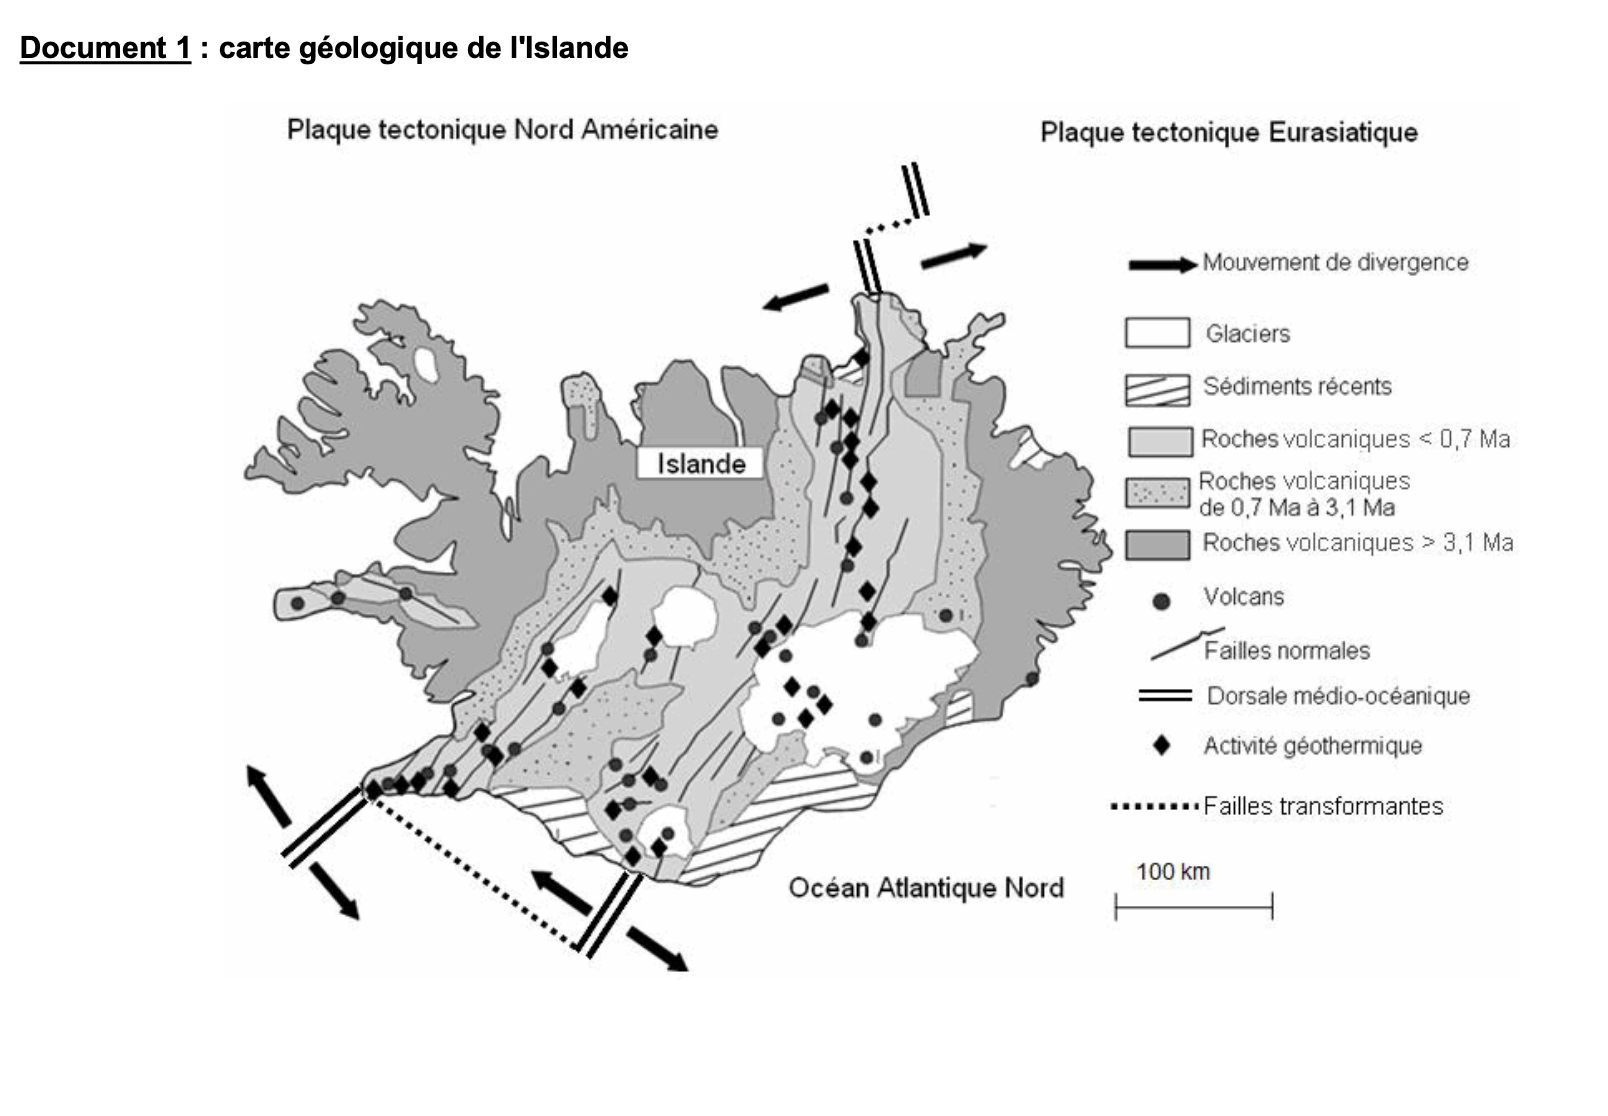 Document 1 : carte géologique de l'Islande
Plaque tectonique Nord Américaine
Plaque tectonique Eurasiatique
Mouvement de divergence
Glaciers
Sédiments récents
Roches volcaniques < 0,7 Ma
Islande
Roches volcaniques
de 0,7 Ma à 3,1 Ma
Roches volcaniques > 3,1 Ma
Volcans
Failles normales
Dorsale médio-océanique
Activité géothermique
Failles transformantes
100 km
Océan Atlantique Nord